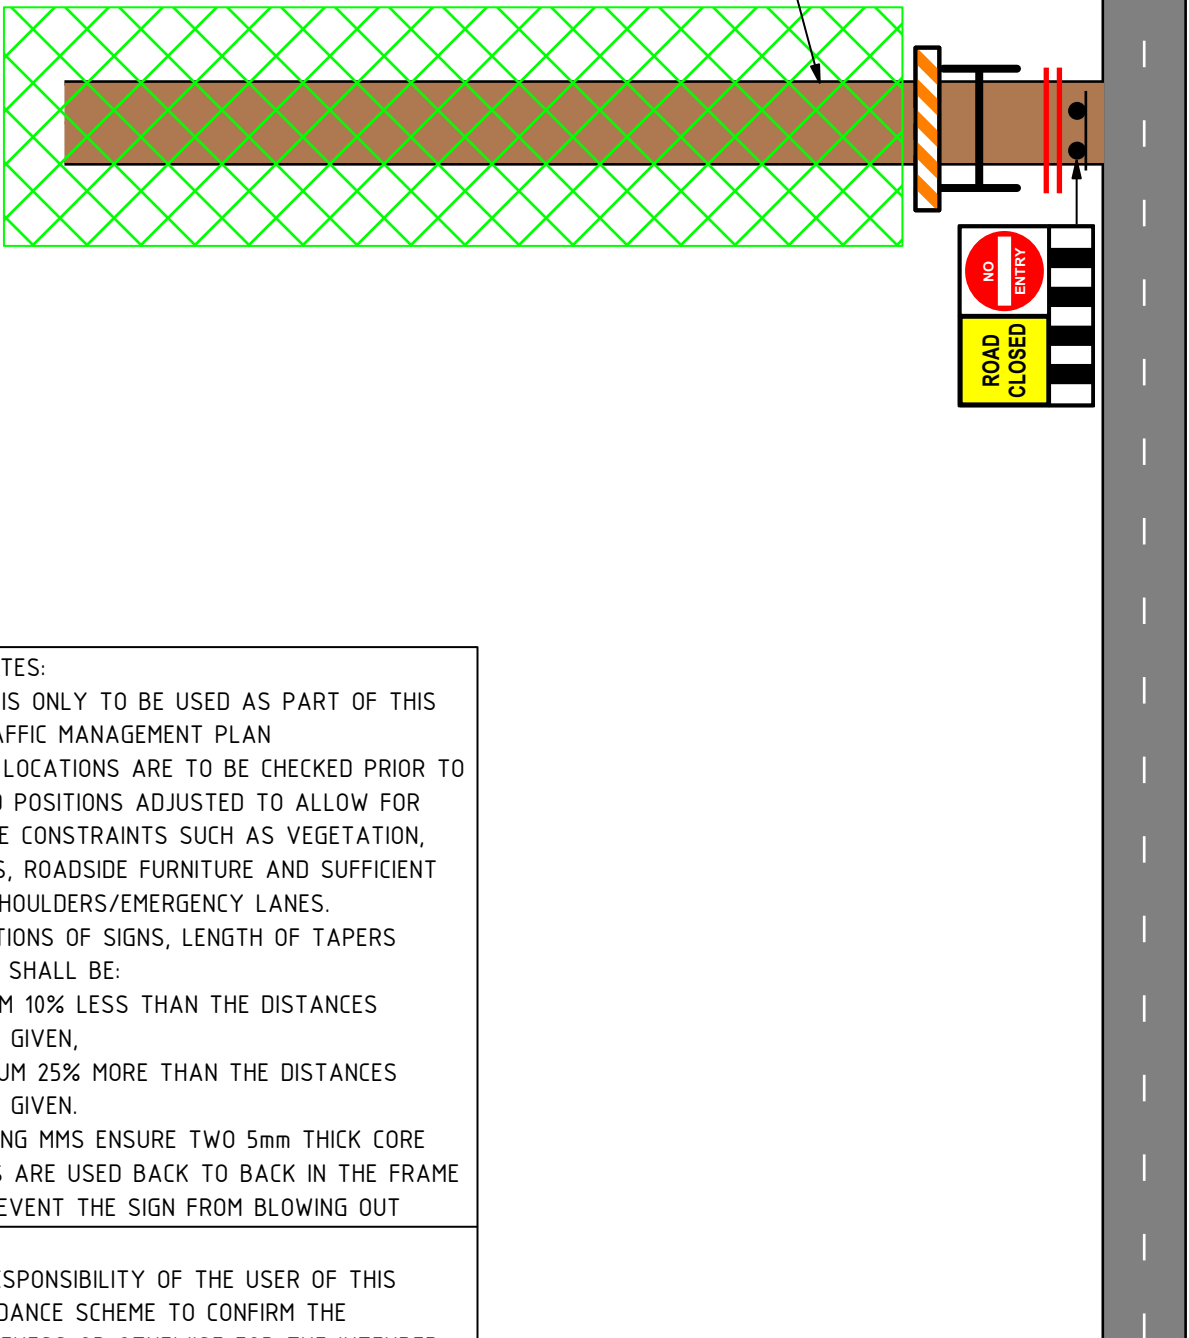 NO
ENTRY
ROAD
CLOSED
TES:
IS ONLY TO BE USED AS PART OF THIS
AFFIC MANAGEMENT PLAN
LOCATIONS ARE TO BE CHECKED PRIOR TO
D POSITIONS ADJUSTED TO ALLOW FOR
E CONSTRAINTS SUCH AS VEGETATION,
S, ROADSIDE FURNITURE AND SUFFICIENT
HOULDERS/EMERGENCY LANES.
TIONS OF SIGNS, LENGTH OF TAPERS
SHALL BE:
M 10% LESS THAN THE DISTANCES
GIVEN,
UM 25% MORE THAN THE DISTANCES
GIVEN.
NG MMS ENSURE TWO 5mm THICK CORE
S ARE USED BACK TO BACK IN THE FRAME
EVENT THE SIGN FROM BLOWING OUT
ESPONSIBILITY OF THE USER OF THIS
DANCE SCHEME TO CONFIRM THE